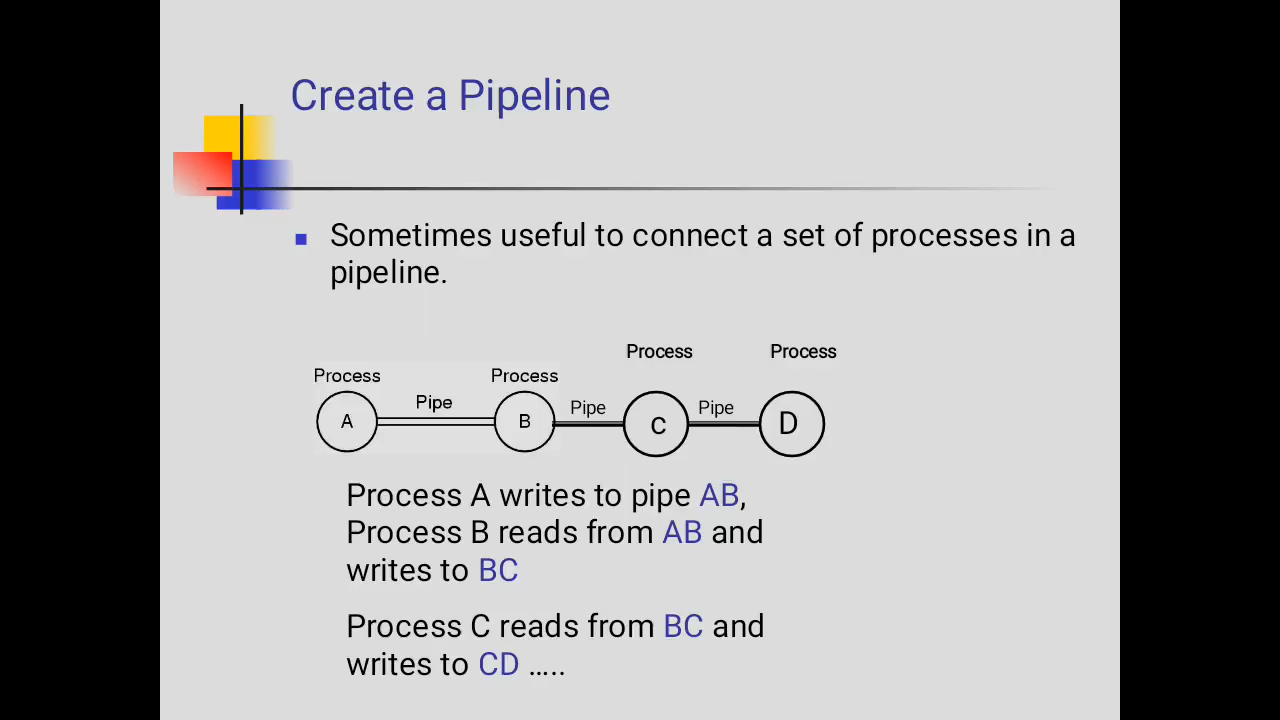 Create a Pipeline
Sometimes useful to connect a set of processes in a
pipeline.
Process Process
Process Process
Pipe Pipe Pipe
A B c D
Process A writes to pipe AB,
Process B reads from AB and
writes to BC
Process C reads from BC and
writes to CD .....